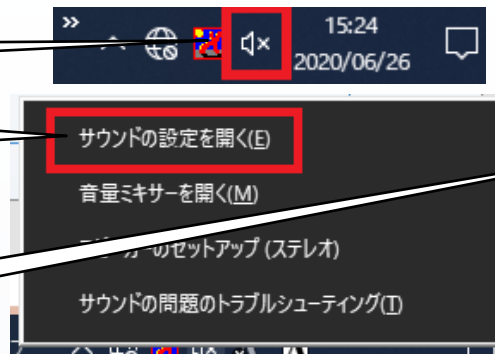 15:24
2020/06/26
サウンドの設定を開く(E)
音量ミキサーを開く(M)
のセットアップ (ステレオ)
サウンドの問題のトラブルシューティング(T)